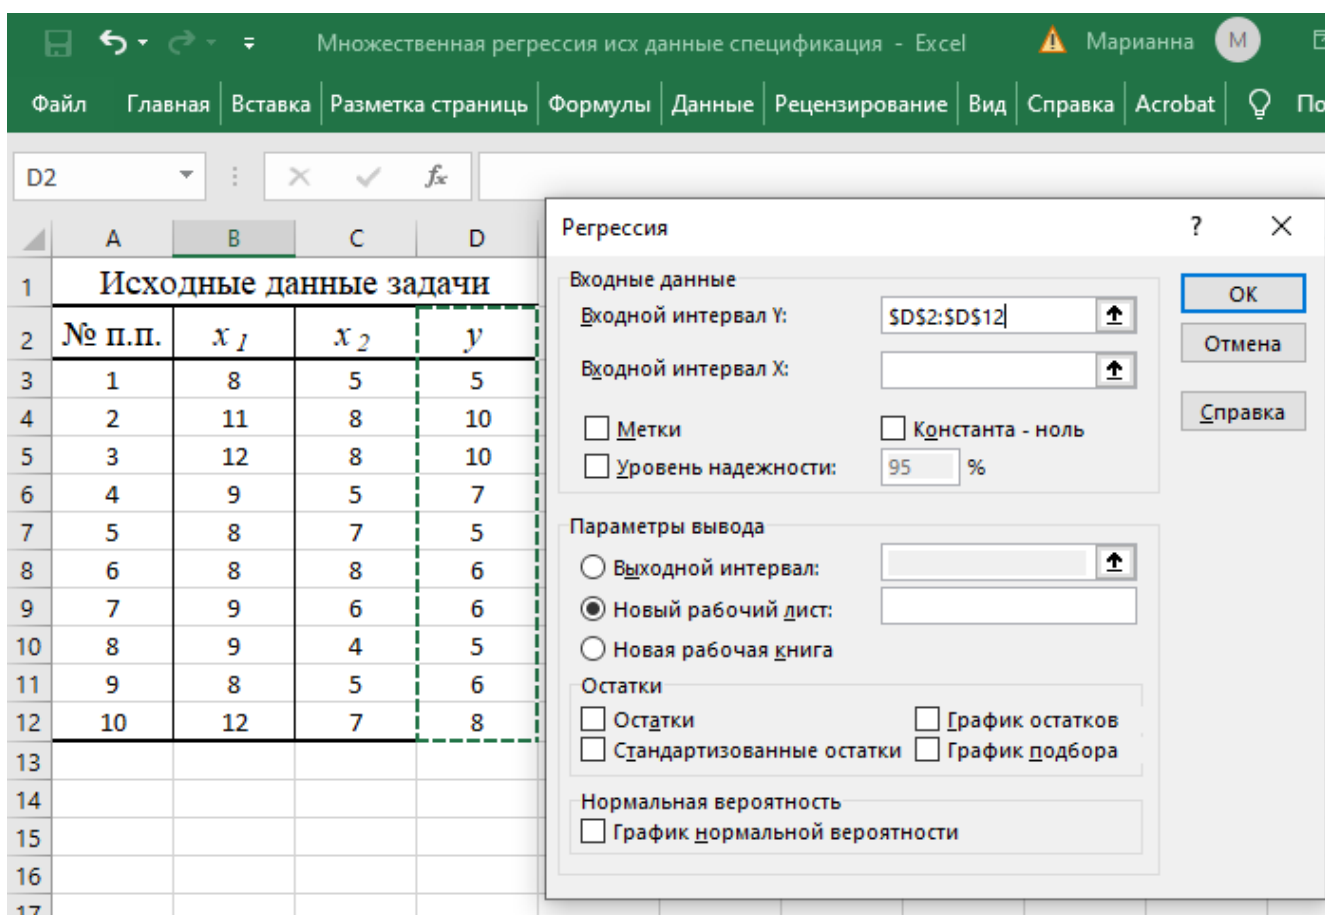 Множественная регрессия исх данные спецификация - Excel
Марианна
М
Файл Главная Вставка Разметка страниць Формулы Данные Рецензирование Вид Справка Acrobat По
D2
fx
A B C D
1 Исходные данные задачи
2 № п.п. x 1 x 2 y
3 1 8 5 5
4 2 11 8 10
5 3 12 8 10
6 4 9 5 7
7 5 8 7 5
8 6 8 8 6
9 7 9 6 6
10 8 9 4 5
11 9 8 5 6
12 10 12 7 8
13
14
15
16
17
Регрессия ? ×
Входные данные
Входной интервал Y: $D$2:$D$12
Входной интервал X:
Метки Константа - ноль
Уровень надежности: 95 %
Параметры вывода
Выходной интервал:
Новый рабочий лист:
Новая рабочая книга
Остатки
Остатки График остатков
Стандартизованные остатки График подбора
Нормальная вероятность
График нормальной вероятности
ОК
Отмена
Справка